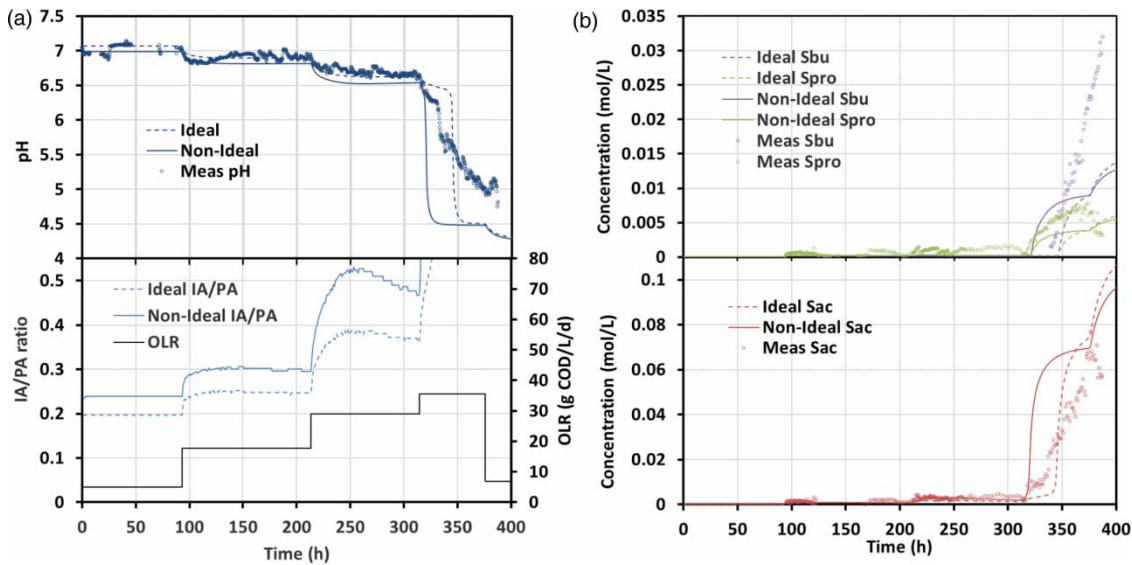 (a)
7.5
7
6.5
6
5.5
5
4.5
4
pH
Ideal
Non-Ideal
Meas pH
0.5
0.4
0.3
0.2
0.1
0
IA/PA ratio
Ideal IA/PA
Non-Ideal IA/PA
OLR
80
70
60
50
40
30
20
10
0
OLR (g COD/L/d)
0 50 100 150 200 250 300 350 400
Time (h)
(b)
0.035
0.03
0.025
0.02
0.015
0.01
0.005
0
Concentration (mol/L)
Ideal Sbu
Ideal Spro
Non-Ideal Sbu
Non-Ideal Spro
Meas Sbu
Meas Spro
0.1
0.08
0.06
0.04
0.02
0
Concentration (mol/L)
Ideal Sac
Non-Ideal Sac
Meas Sac
0 50 100 150 200 250 300 350 400
Time (h)